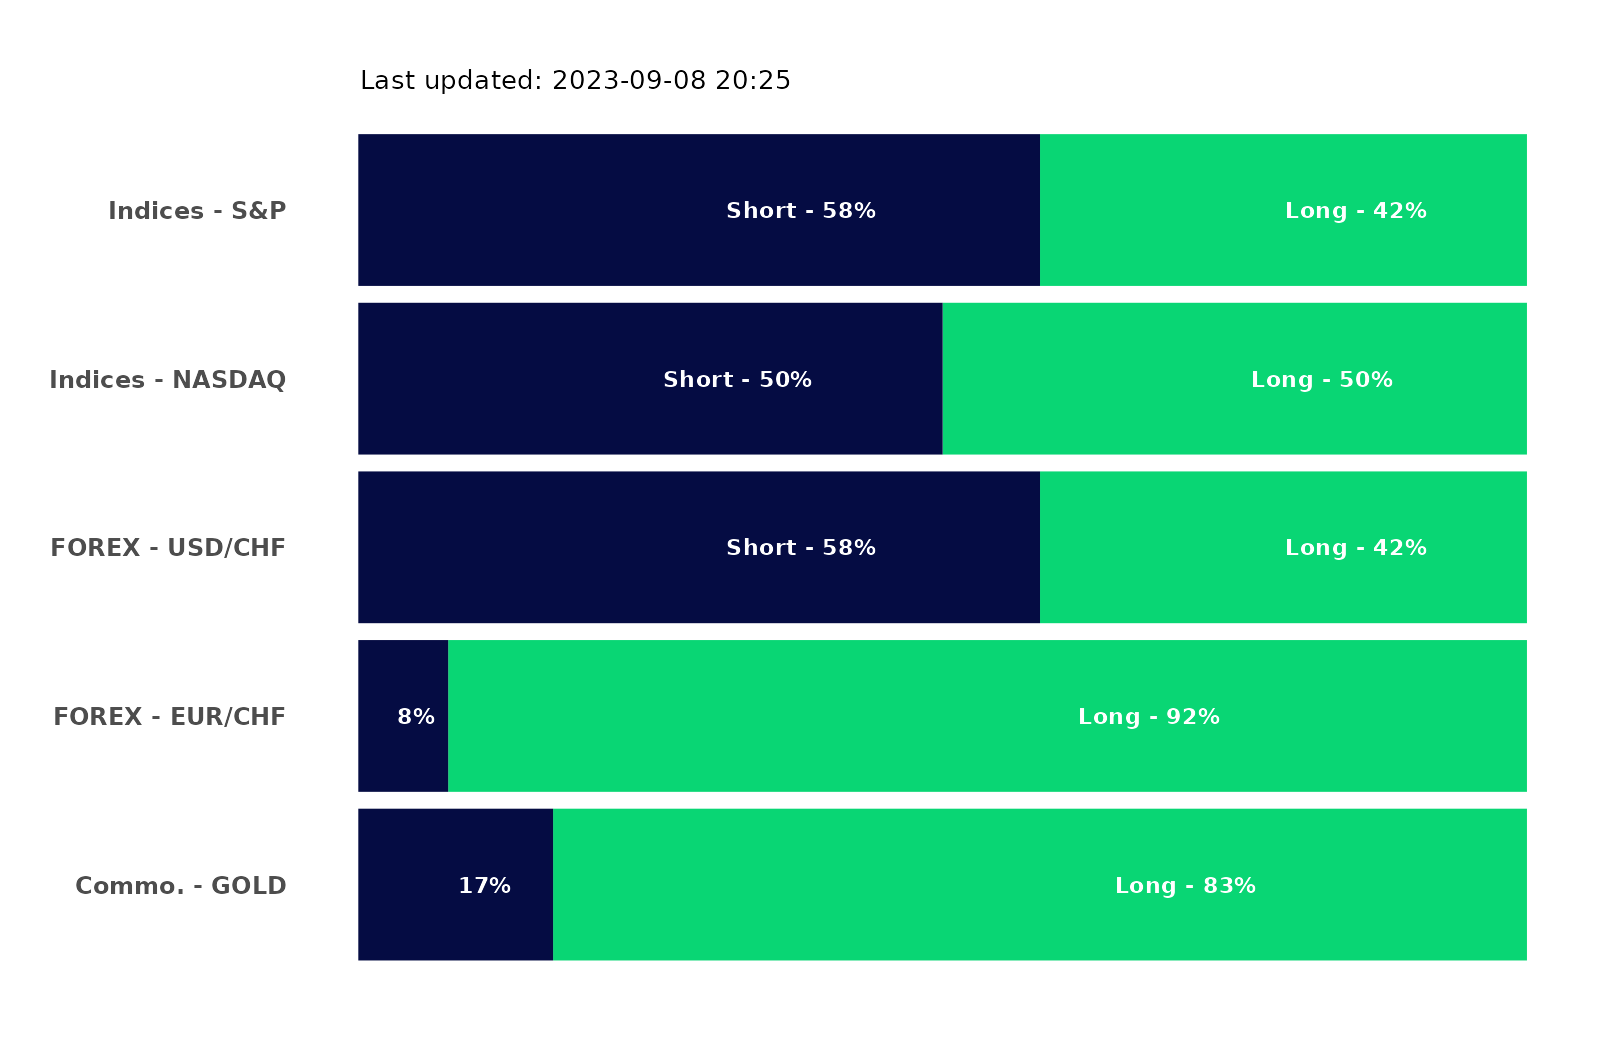 Last updated: 2023-09-08 20:25
Indices - S&P Short - 58% Long - 42%
Indices - NASDAQ Short - 50% Long - 50%
FOREX - USD/CHF Short - 58% Long - 42%
FOREX - EUR/CHF 8% Long - 92%
Commo. - GOLD 17% Long - 83%